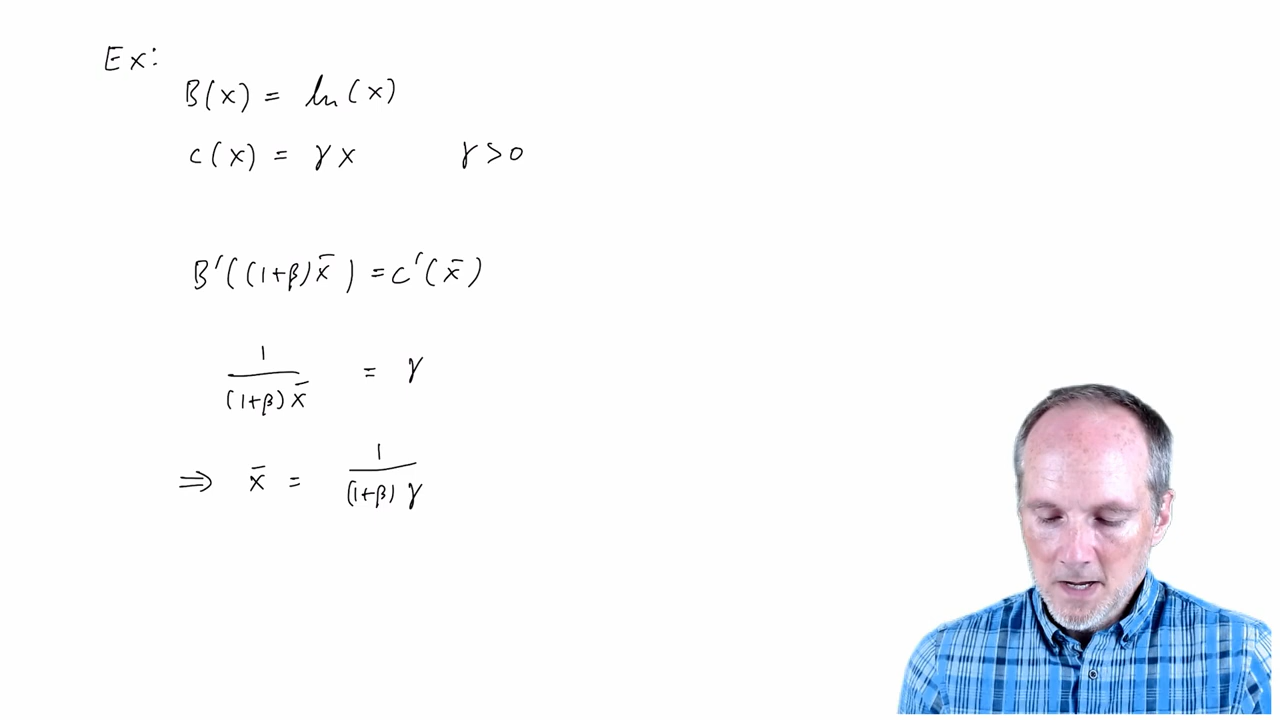 Ex:
B(x) = ln(x)
c(x) = γx γ>0
B'((1+β)x̄) = c'(x̄)
1
(1+β)x̄ = γ
⇒ x̄ = 1
(1+β) γ